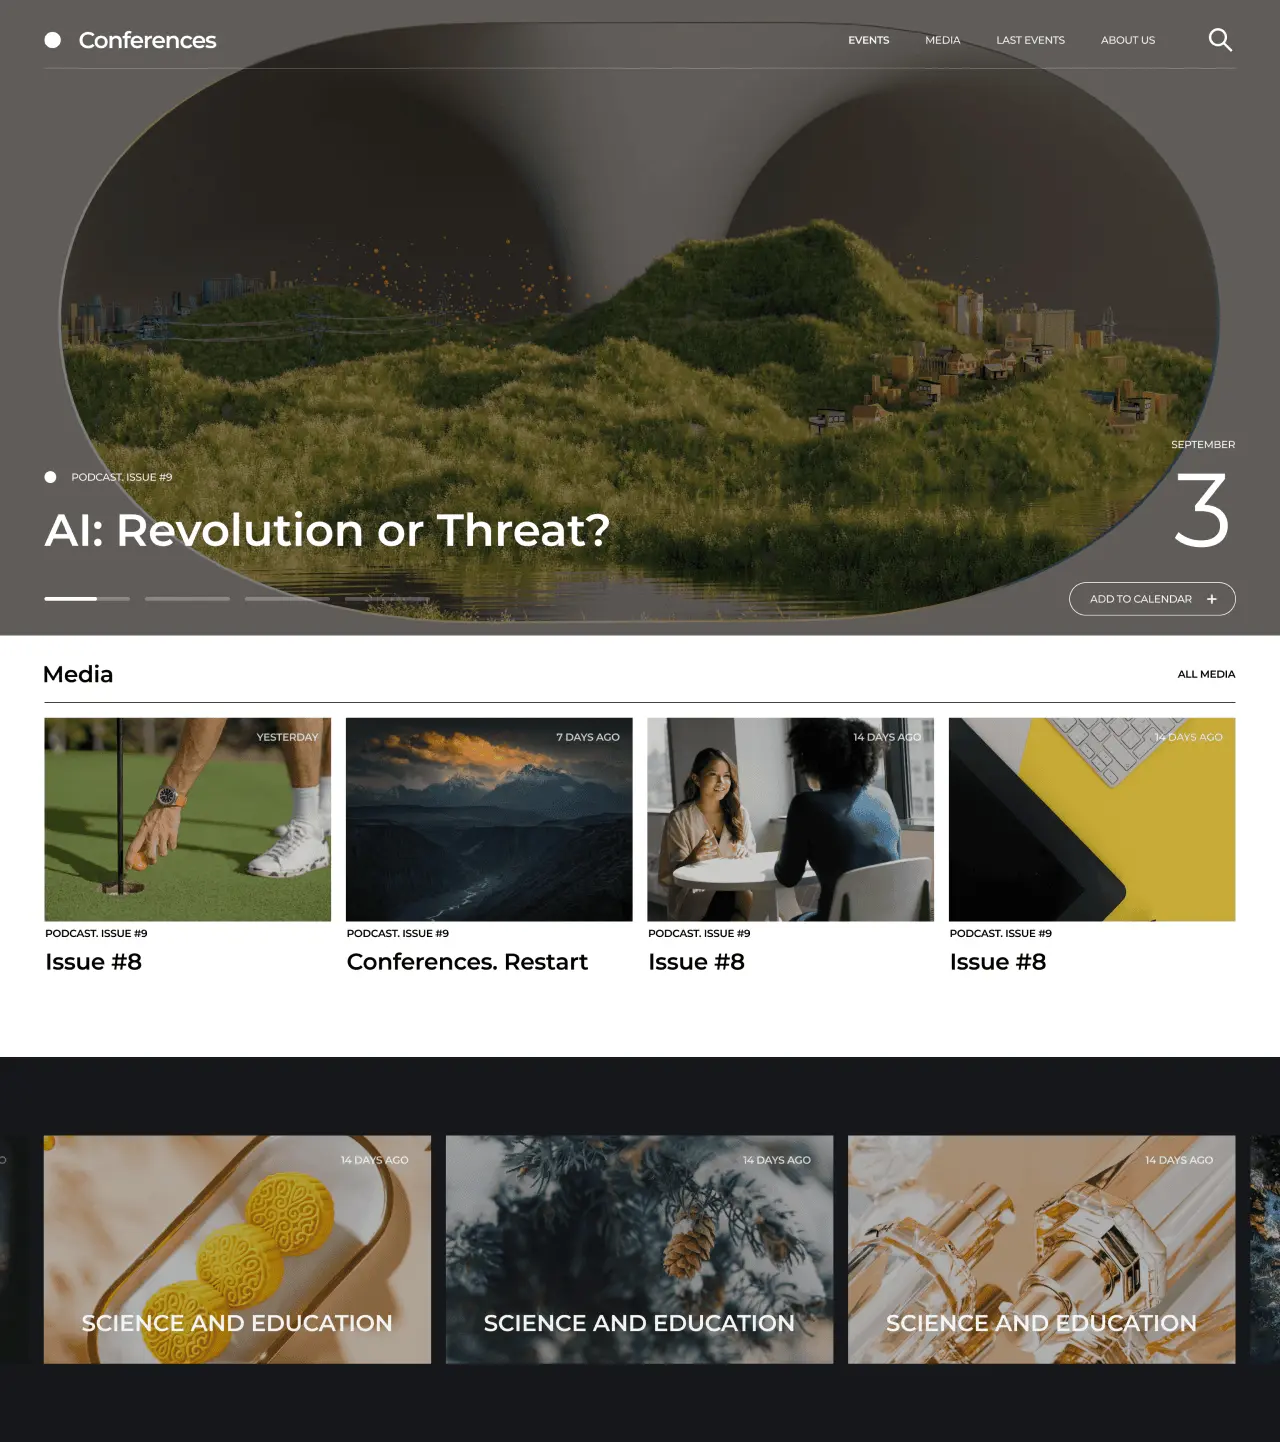 Conferences
EVENTS MEDIA LAST EVENTS ABOUT US
SEPTEMBER
3
PODCAST. ISSUE #9
AI: Revolution or Threat?
ADD TO CALENDAR +
Media
ALL MEDIA
YESTERDAY
7 DAYS AGO
14 DAYS AGO
14 DAYS AGO
PODCAST. ISSUE #9
Issue #8
PODCAST. ISSUE #9
Conferences. Restart
PODCAST. ISSUE #9
Issue #8
PODCAST. ISSUE #9
Issue #8
14 DAYS AGO
SCIENCE AND EDUCATION
14 DAYS AGO
SCIENCE AND EDUCATION
14 DAYS AGO
SCIENCE AND EDUCATION